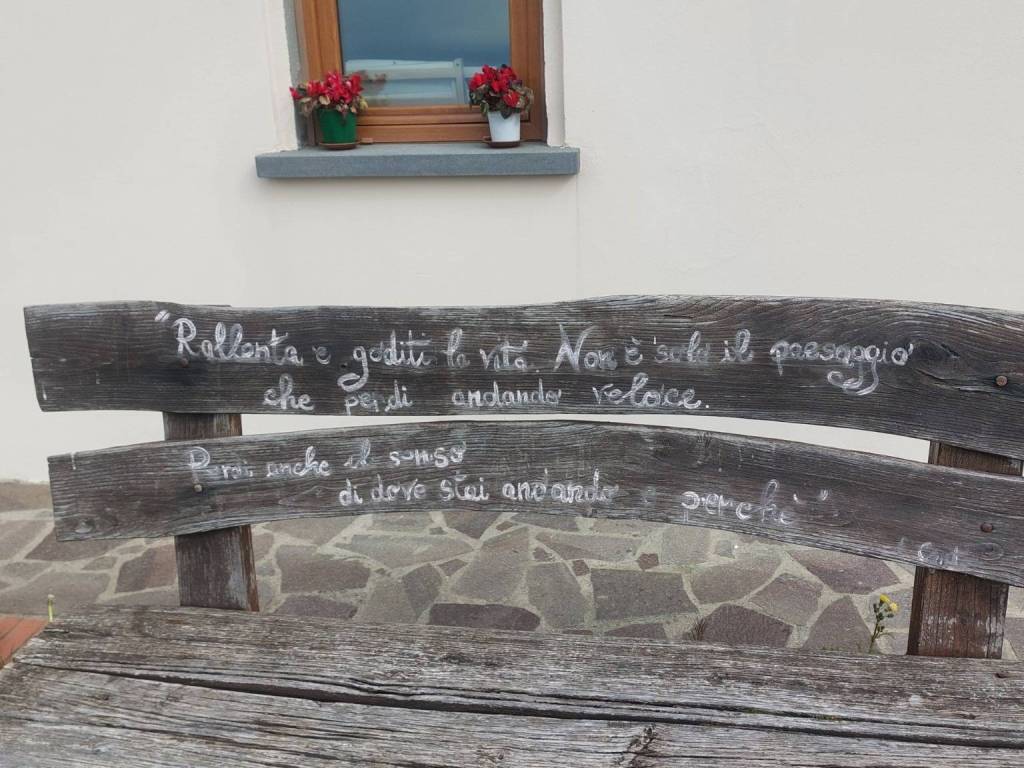 "Rallenta e goditi la vita. Non è solo il paesaggio
che perdi andando veloce.
Perdi anche il senso
di dove stai andando e perchè"